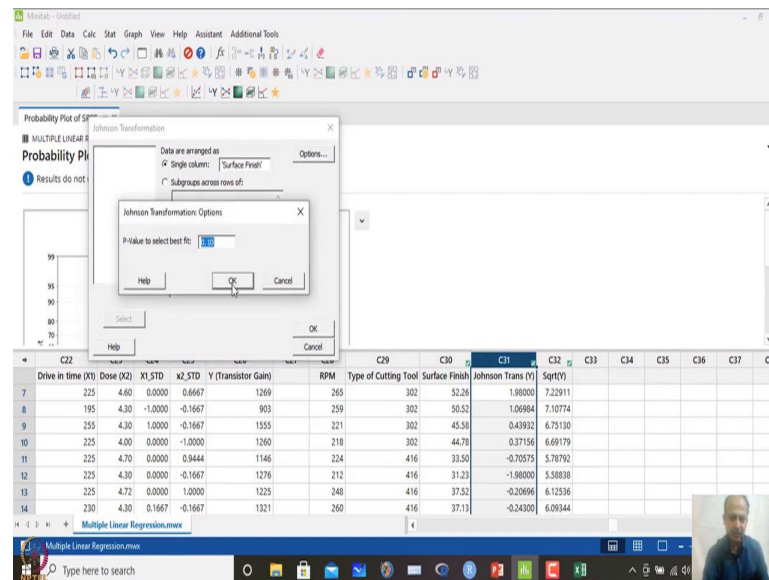 Minitab - Untitled
File Edit Data Calc Stat Graph View Help Assistant Additional Tools
Probability Plot of
MULTIPLE LINEAR R
Probability Pl
Results do not
Johnson Transformation
Data are arranged as
Single column: 'Surface Finish'
Options...
Subgroups across rows of:
Johnson Transformation: Options
P-Value to select best fit: 0.10
Help OK Cancel
Select
OK
Help Cancel
99
95
90
80
70
C22 C29 C30 C31 C32 C33 C34 C35 C36 C37
Drive in time (X1) Dose (X2) X1_STD x2_STD Y (Transistor Gain) RPM Type of Cutting Tool Surface Finish Johnson Trans (Y) Sqrt(Y)
7 225 4.60 0.0000 0.6667 1269 265 302 52.26 1.98000 7.22911
8 195 4.30 -1.0000 -0.1667 903 259 302 50.52 1.06984 7.10774
9 255 4.30 1.0000 -0.1667 1555 221 302 45.58 0.43932 6.75130
10 225 4.00 0.0000 -1.0000 1260 218 302 44.78 0.37156 6.69179
11 225 4.70 0.0000 0.9444 1146 224 416 33.50 -0.70575 5.78792
12 225 4.30 0.0000 -0.1667 1276 212 416 31.23 -1.98000 5.58838
13 225 4.72 0.0000 1.0000 1225 248 416 37.52 -0.20696 6.12536
14 230 4.30 0.1667 -0.1667 1321 260 416 37.13 -0.24300 6.09344
Multiple Linear Regression.mwx
Multiple Linear Regression.mwx
Type here to search
NPTEL